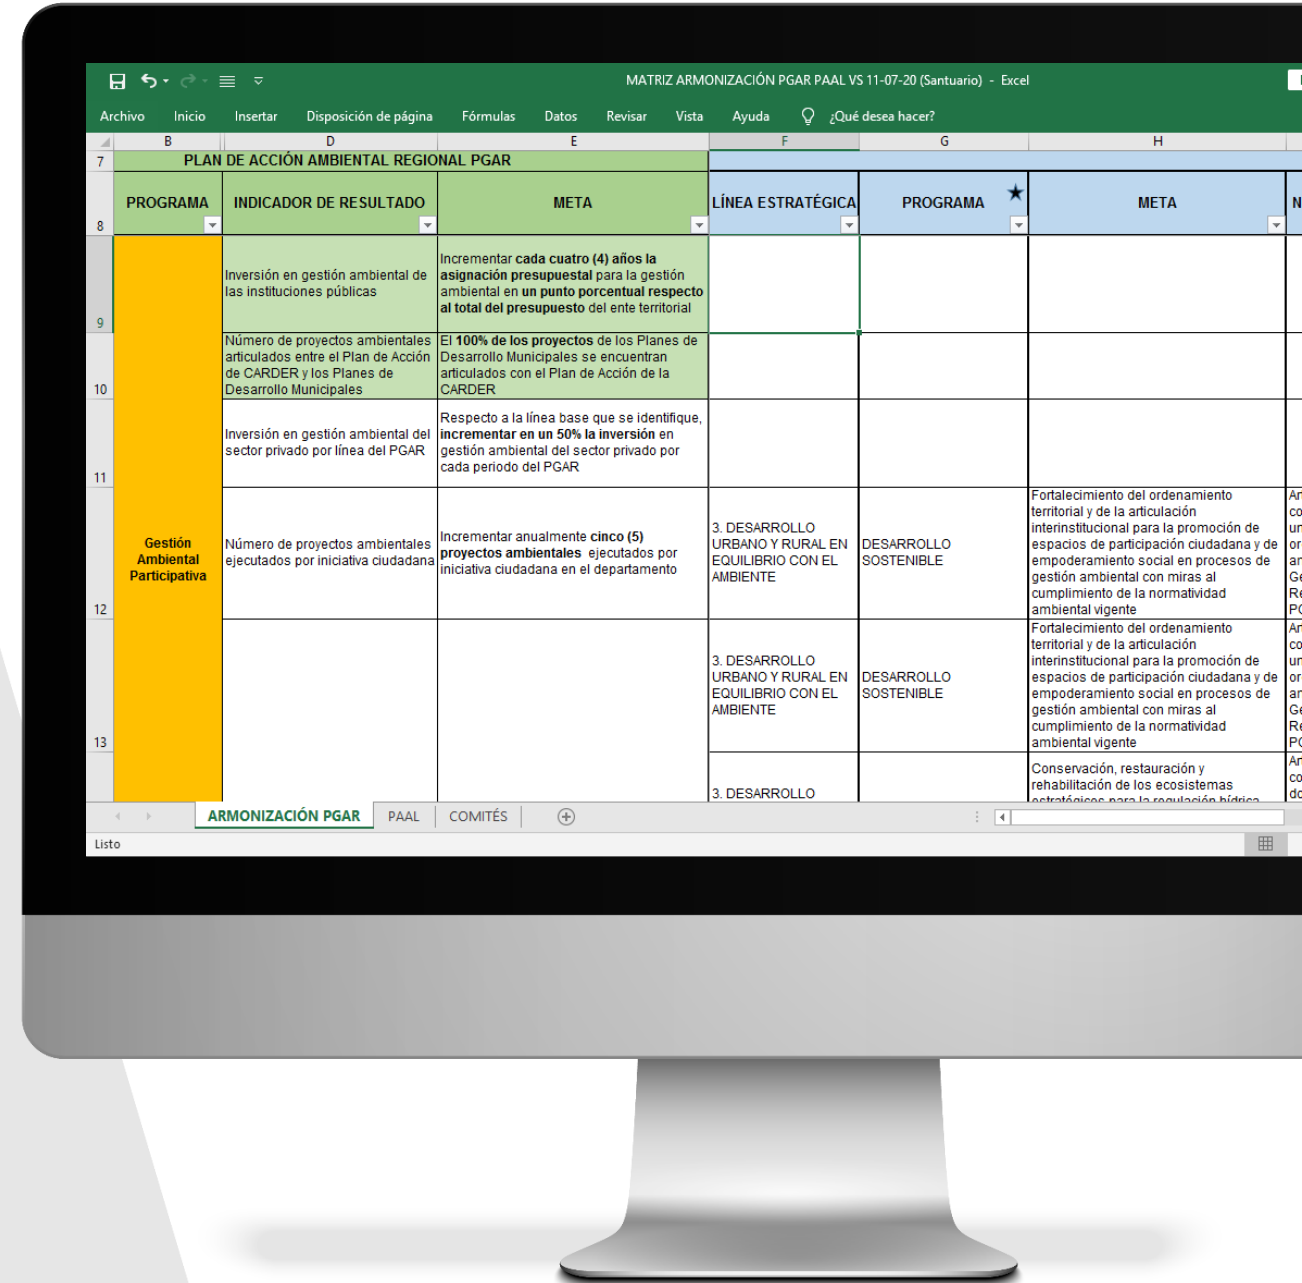 MATRIZ ARMONIZACIÓN PGAR PAAL VS 11-07-20 (Santuario) - Excel
Archivo Inicio Insertar Disposición de página Fórmulas Datos Revisar Vista Ayuda ¿Qué desea hacer?
B D E F G H
7 PLAN DE ACCIÓN AMBIENTAL REGIONAL PGAR
8
PROGRAMA
INDICADOR DE RESULTADO
META
LÍNEA ESTRATÉGICA
PROGRAMA
META
N
9
Inversión en gestión ambiental de
las instituciones públicas
Incrementar cada cuatro (4) años la
asignación presupuestal para la gestión
ambiental en un punto porcentual respecto
al total del presupuesto del ente territorial
10
Número de proyectos ambientales
articulados entre el Plan de Acción
de CARDER y los Planes de
Desarrollo Municipales
El 100% de los proyectos de los Planes de
Desarrollo Municipales se encuentran
articulados con el Plan de Acción de la
CARDER
11
Inversión en gestión ambiental del
sector privado por línea del PGAR
Respecto a la línea base que se identifique,
incrementar en un 50% la inversión en
gestión ambiental del sector privado por
cada periodo del PGAR
12
Gestión
Ambiental
Participativa
Número de proyectos ambientales
ejecutados por iniciativa ciudadana
Incrementar anualmente cinco (5)
proyectos ambientales ejecutados por
iniciativa ciudadana en el departamento
3. DESARROLLO
URBANO Y RURAL EN
EQUILIBRIO CON EL
AMBIENTE
DESARROLLO
SOSTENIBLE
Fortalecimiento del ordenamiento
territorial y de la articulación
interinstitucional para la promoción de
espacios de participación ciudadana y de
empoderamiento social en procesos de
gestión ambiental con miras al
cumplimiento de la normatividad
ambiental vigente
13
3. DESARROLLO
URBANO Y RURAL EN
EQUILIBRIO CON EL
AMBIENTE
DESARROLLO
SOSTENIBLE
Fortalecimiento del ordenamiento
territorial y de la articulación
interinstitucional para la promoción de
espacios de participación ciudadana y de
empoderamiento social en procesos de
gestión ambiental con miras al
cumplimiento de la normatividad
ambiental vigente
3. DESARROLLO
Conservación, restauración y
rehabilitación de los ecosistemas
estratégicos para la regulación hídrica
ARMONIZACIÓN PGAR PAAL COMITÉS
Listo